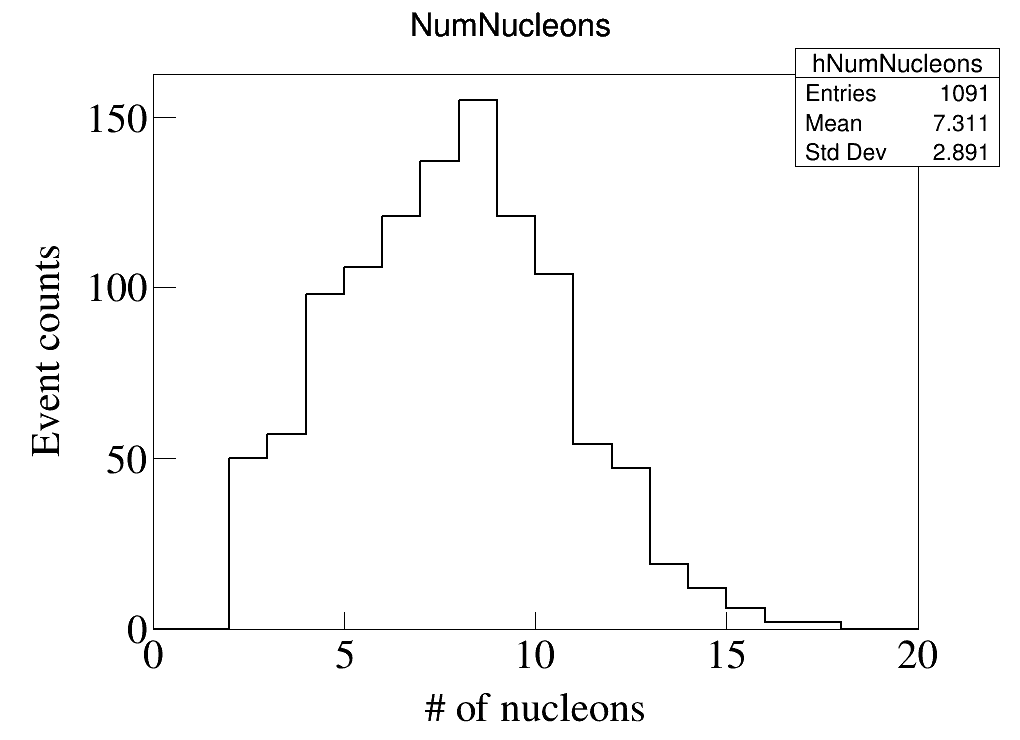 NumNucleons
hNumNucleons
Entries 1091
Mean 7.311
Std Dev 2.891
150
100
50
0
Event counts
0 5 10 15 20
# of nucleons